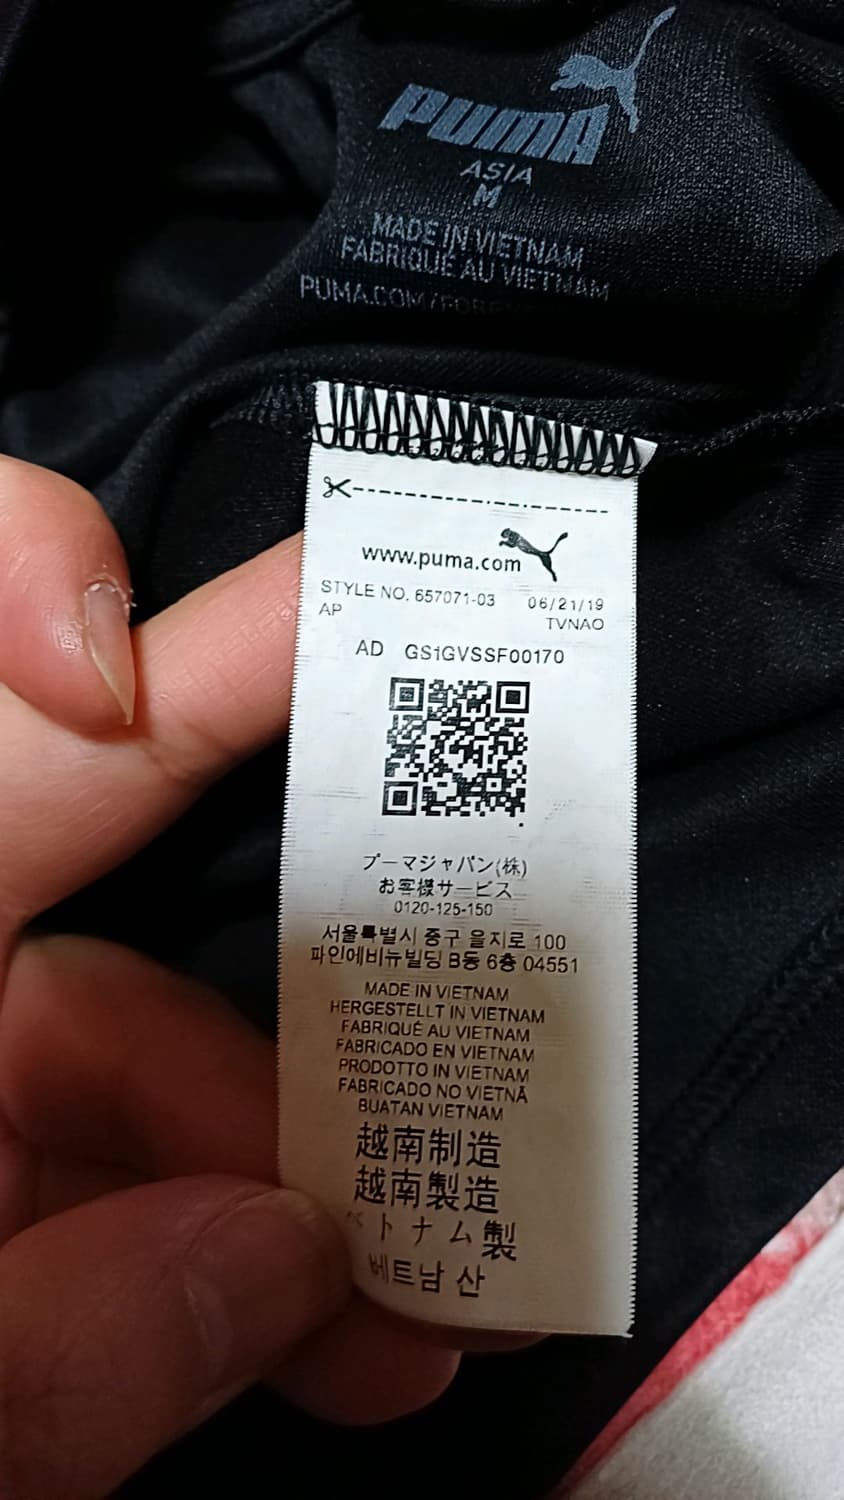 PUMA
ASIA
M
MADE IN VIETNAM
FABRIQUÉ AU VIETNAM
PUMA.COM/FORE
www.puma.com
STYLE NO. 657071-03 06/21/19
AP TVNAO
AD GS1GVSSF00170
プーマジャパン(株)
お客様サービス
0120-125-150
서울특별시 중구 을지로 100
파인에비뉴빌딩 B동 6층 04551
MADE IN VIETNAM
HERGESTELLT IN VIETNAM
FABRIQUÉ AU VIETNAM
FABRICADO EN VIETNAM
PRODOTTO IN VIETNAM
FABRICADO NO VIETNÃ
BUATAN VIETNAM
越南制造
越南製造
ベトナム製
베트남 산